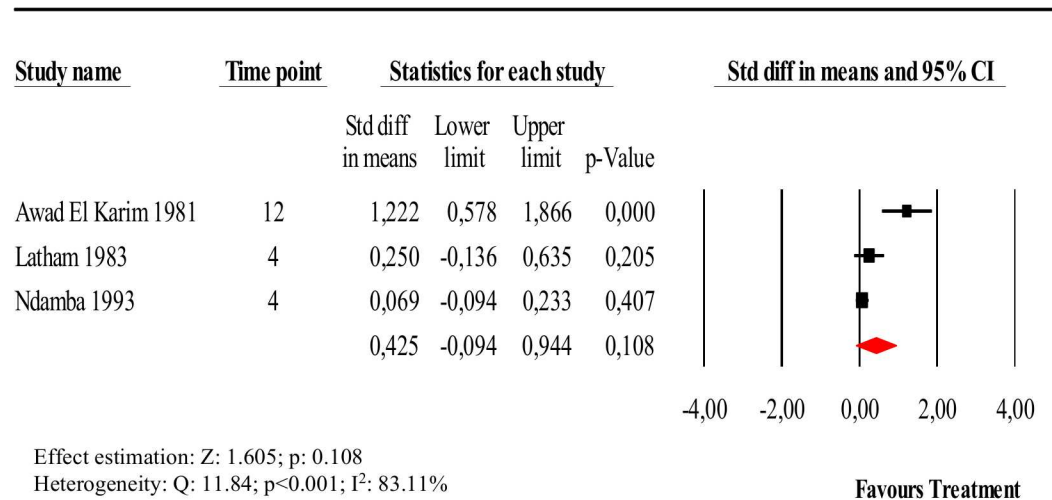 Study name Time point Statistics for each study Std diff in means and 95% CI
Std diff Lower Upper
in means limit limit p-Value
Awad El Karim 1981 12 1,222 0,578 1,866 0,000
Latham 1983 4 0,250 -0,136 0,635 0,205
Ndamba 1993 4 0,069 -0,094 0,233 0,407
0,425 -0,094 0,944 0,108
-4,00 -2,00 0,00 2,00 4,00
Effect estimation: Z: 1.605; p: 0.108
Heterogeneity: Q: 11.84; p<0.001; I²: 83.11%
Favours Treatment